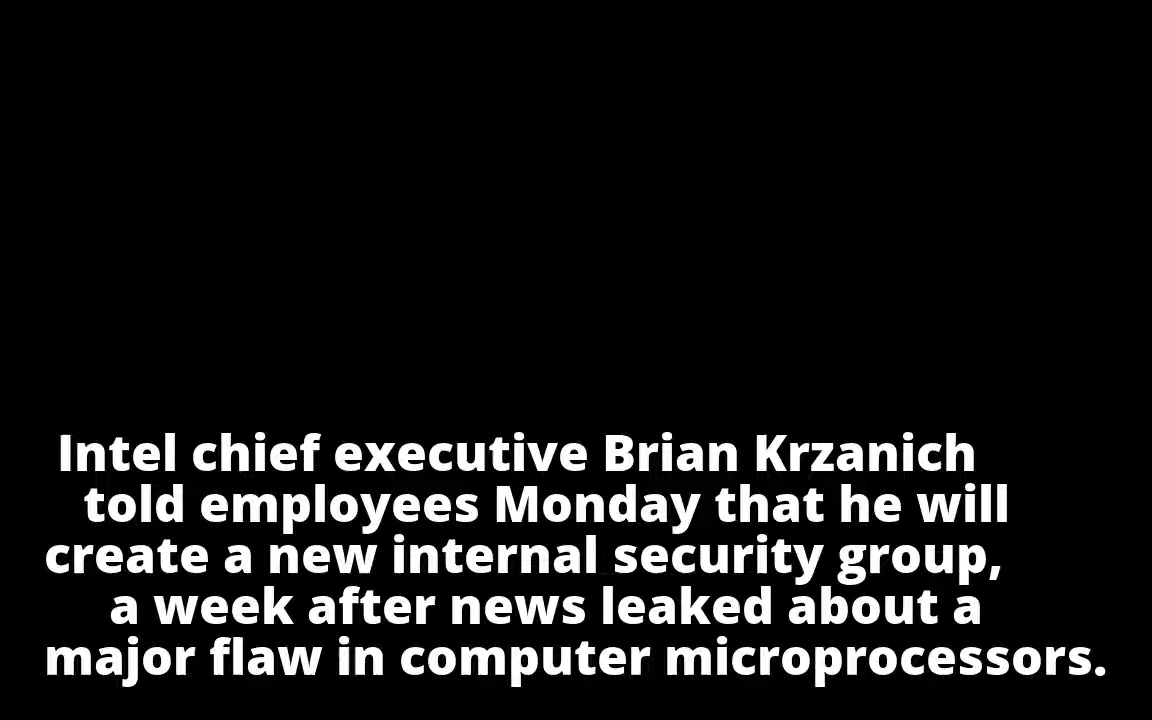 Intel chief executive Brian Krzanich
told employees Monday that he will
create a new internal security group,
a week after news leaked about a
major flaw in computer microprocessors.